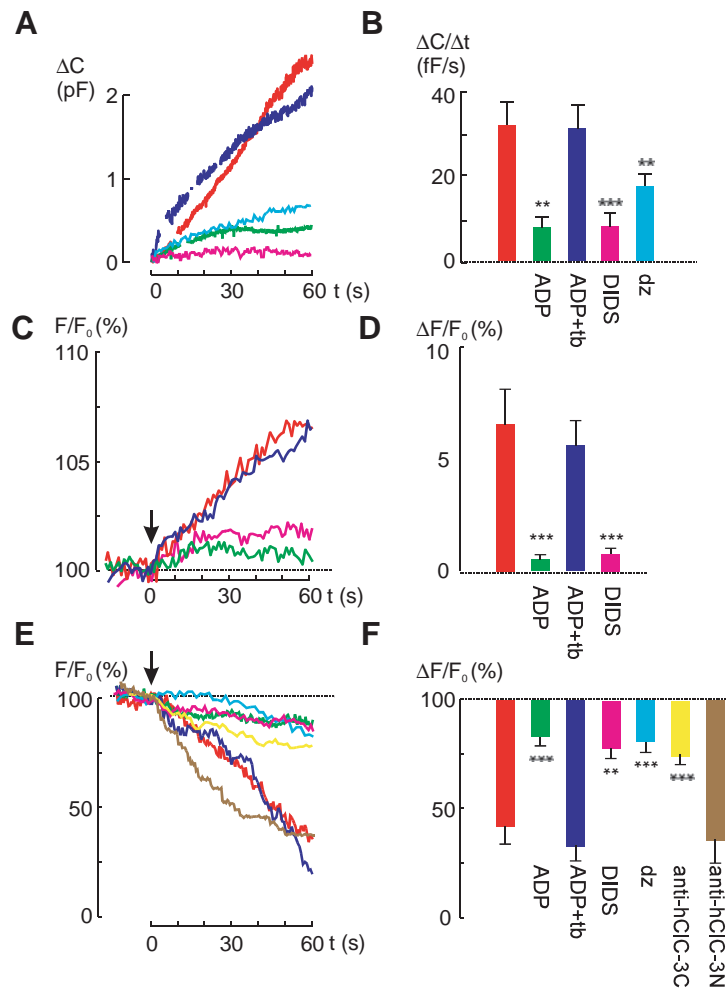 A
ΔC
(pF)
2
1
0
0 30 60 t (s)
B
ΔC/Δt
(fF/s)
40
20
0
**
***
**
ADP
ADP+tb
DIDS
dz
C
F/F₀ (%)
110
105
100
0 30 60 t (s)
D
ΔF/F₀ (%)
10
5
0
***
***
ADP
ADP+tb
DIDS
E
F/F₀ (%)
100
50
0
0 30 60 t (s)
F
ΔF/F₀ (%)
100
50
0
***
**
***
***
ADP
ADP+tb
DIDS
dz
anti-hClC-3C
anti-hClC-3N